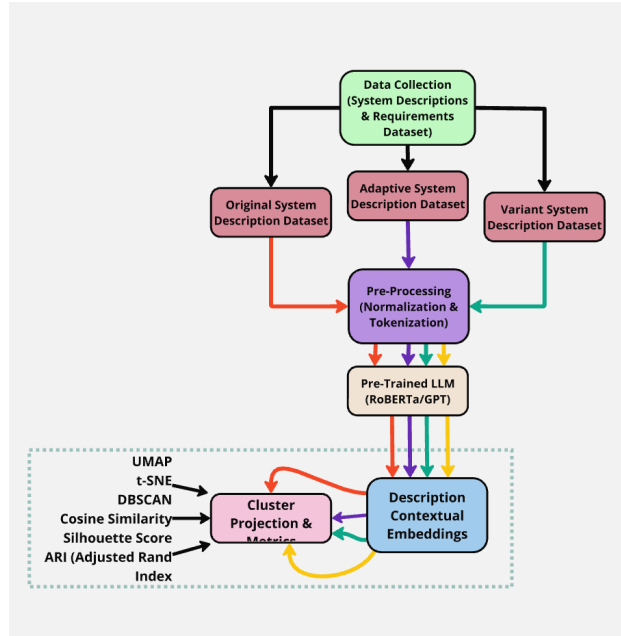 Data Collection
(System Descriptions
& Requirements
Dataset)
Original System
Description Dataset
Adaptive System
Description Dataset
Variant System
Description Dataset
Pre-Processing
(Normalization &
Tokenization)
Pre-Trained LLM
(RoBERTa/GPT)
UMAP
t-SNE
DBSCAN
Cosine Similarity
Silhouette Score
ARI (Adjusted Rand
Index
Cluster
Projection &
Metrics
Description
Contextual
Embeddings